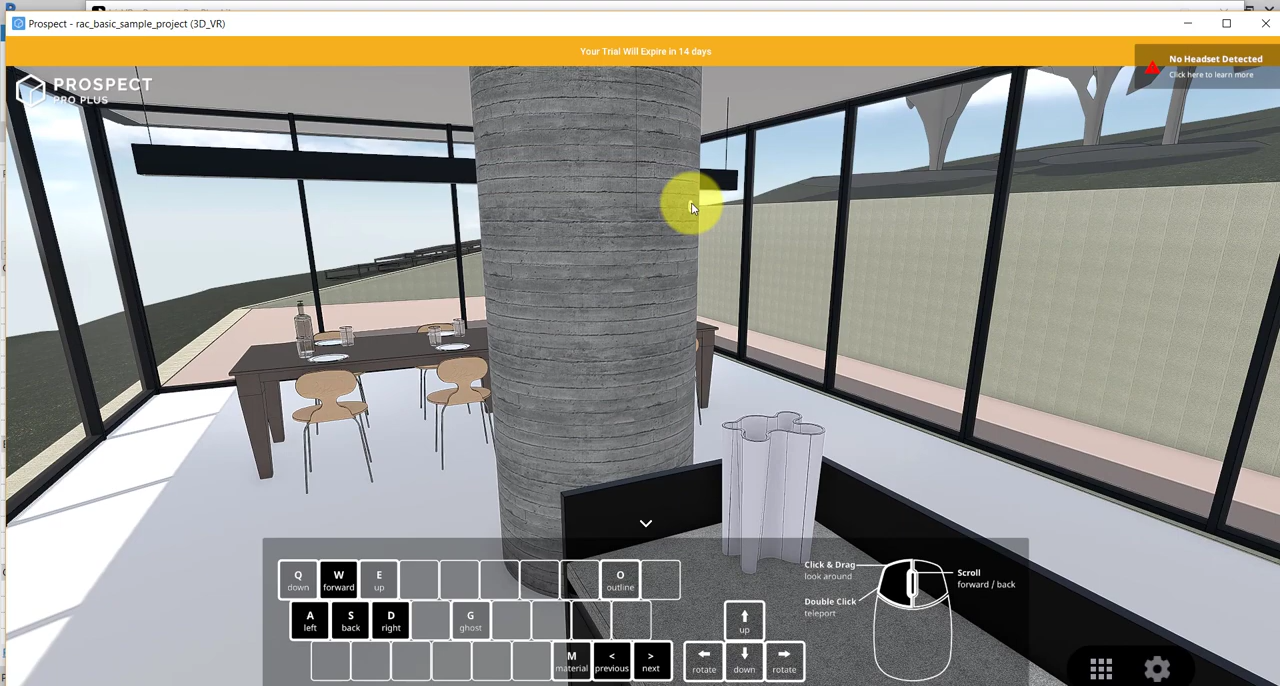 Prospect - rac_basic_sample_project (3D_VR)
Your Trial Will Expire in 14 days
No Headset Detected
Click here to learn more
PROSPECT
PRO PLUS
Q
down
W
forward
E
up
O
outline
A
left
S
back
D
right
G
ghost
M
material
<
previous
>
next
↑
up
←
rotate
↓
down
→
rotate
Click & Drag
look around
Double Click
teleport
Scroll
forward / back